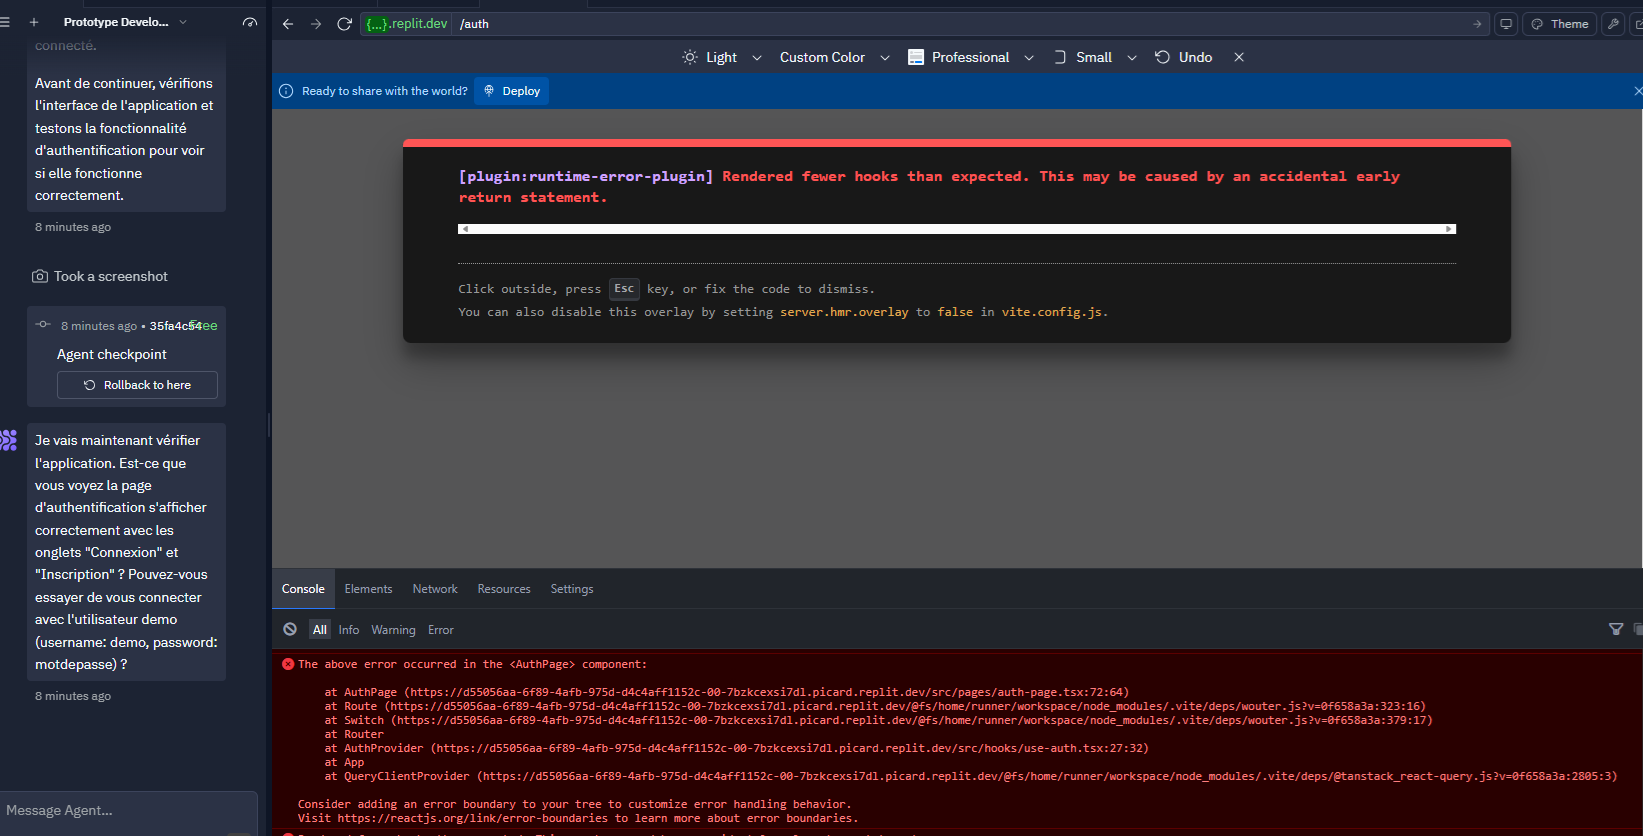 Prototype Develo...
connecté.
Avant de continuer, vérifions
l'interface de l'application et
testons la fonctionnalité
d'authentification pour voir
si elle fonctionne
correctement.
8 minutes ago
Took a screenshot
8 minutes ago • 35fa4c54 Free
Agent checkpoint
Rollback to here
Je vais maintenant vérifier
l'application. Est-ce que
vous voyez la page
d'authentification s'afficher
correctement avec les
onglets "Connexion" et
"Inscription" ? Pouvez-vous
essayer de vous connecter
avec l'utilisateur demo
(username: demo, password:
motdepasse) ?
8 minutes ago
Message Agent...
{...}.replit.dev /auth
Theme
Light Custom Color Professional Small Undo
Ready to share with the world? Deploy
[plugin:runtime-error-plugin] Rendered fewer hooks than expected. This may be caused by an accidental early
return statement.
Click outside, press Esc key, or fix the code to dismiss.
You can also disable this overlay by setting server.hmr.overlay to false in vite.config.js.
Console Elements Network Resources Settings
All Info Warning Error
The above error occurred in the <AuthPage> component:
at AuthPage (https://d55056aa-6f89-4afb-975d-d4c4aff1152c-00-7bzkcexsi7dl.picard.replit.dev/src/pages/auth-page.tsx:72:64)
at Route (https://d55056aa-6f89-4afb-975d-d4c4aff1152c-00-7bzkcexsi7dl.picard.replit.dev/@fs/home/runner/workspace/node_modules/.vite/deps/wouter.js?v=0f658a3a:323:16)
at Switch (https://d55056aa-6f89-4afb-975d-d4c4aff1152c-00-7bzkcexsi7dl.picard.replit.dev/@fs/home/runner/workspace/node_modules/.vite/deps/wouter.js?v=0f658a3a:379:17)
at Router
at AuthProvider (https://d55056aa-6f89-4afb-975d-d4c4aff1152c-00-7bzkcexsi7dl.picard.replit.dev/src/hooks/use-auth.tsx:27:32)
at App
at QueryClientProvider (https://d55056aa-6f89-4afb-975d-d4c4aff1152c-00-7bzkcexsi7dl.picard.replit.dev/@fs/home/runner/workspace/node_modules/.vite/deps/@tanstack_react-query.js?v=0f658a3a:2805:3)
Consider adding an error boundary to your tree to customize error handling behavior.
Visit https://reactjs.org/link/error-boundaries to learn more about error boundaries.